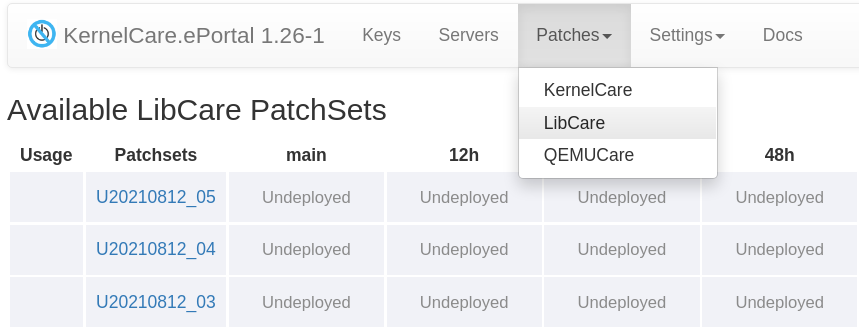 KernelCare.ePortal 1.26-1 Keys Servers Patches Settings Docs
KernelCare
LibCare
QEMUCare
Available LibCare PatchSets
Usage Patchsets main 12h 48h
U20210812_05 Undeployed Undeployed Undeployed Undeployed
U20210812_04 Undeployed Undeployed Undeployed Undeployed
U20210812_03 Undeployed Undeployed Undeployed Undeployed